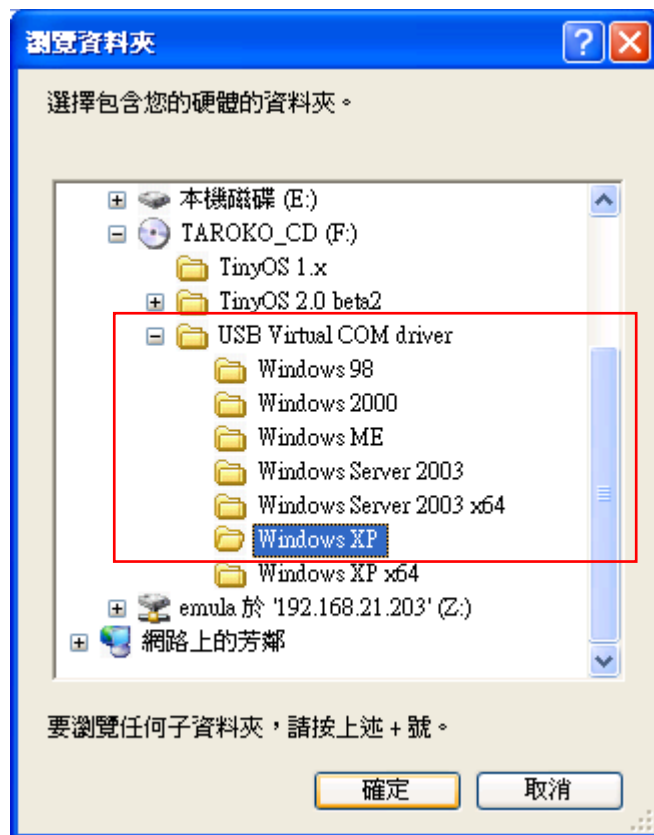 瀏覽資料夾
選擇包含您的硬體的資料夾。
本機磁碟 (E:)
TAROKO_CD (F:)
TinyOS 1.x
TinyOS 2.0 beta2
USB Virtual COM driver
Windows 98
Windows 2000
Windows ME
Windows Server 2003
Windows Server 2003 x64
Windows XP
Windows XP x64
emula 於 '192.168.21.203' (Z:)
網路上的芳鄰
要瀏覽任何子資料夾，請按上述 + 號。
確定 取消